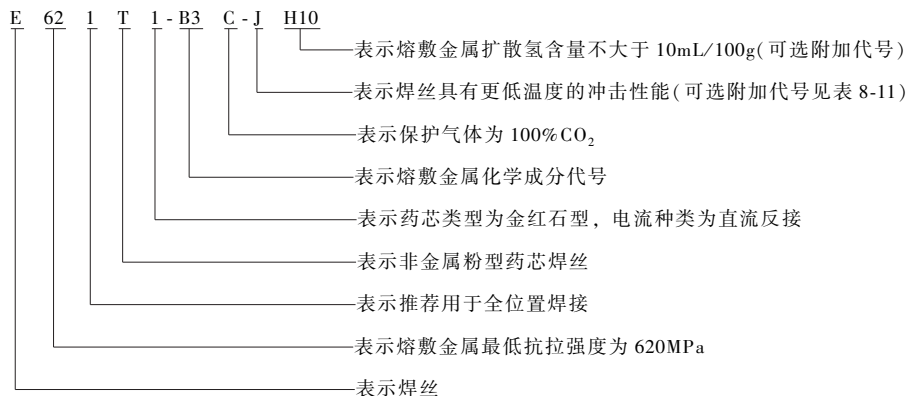 E 62 1 T 1-B3 C-J H10
表示熔敷金属扩散氢含量不大于 10mL/100g(可选附加代号)
表示焊丝具有更低温度的冲击性能(可选附加代号见表 8-11)
表示保护气体为 100%CO₂
表示熔敷金属化学成分代号
表示药芯类型为金红石型，电流种类为直流反接
表示非金属粉型药芯焊丝
表示推荐用于全位置焊接
表示熔敷金属最低抗拉强度为 620MPa
表示焊丝